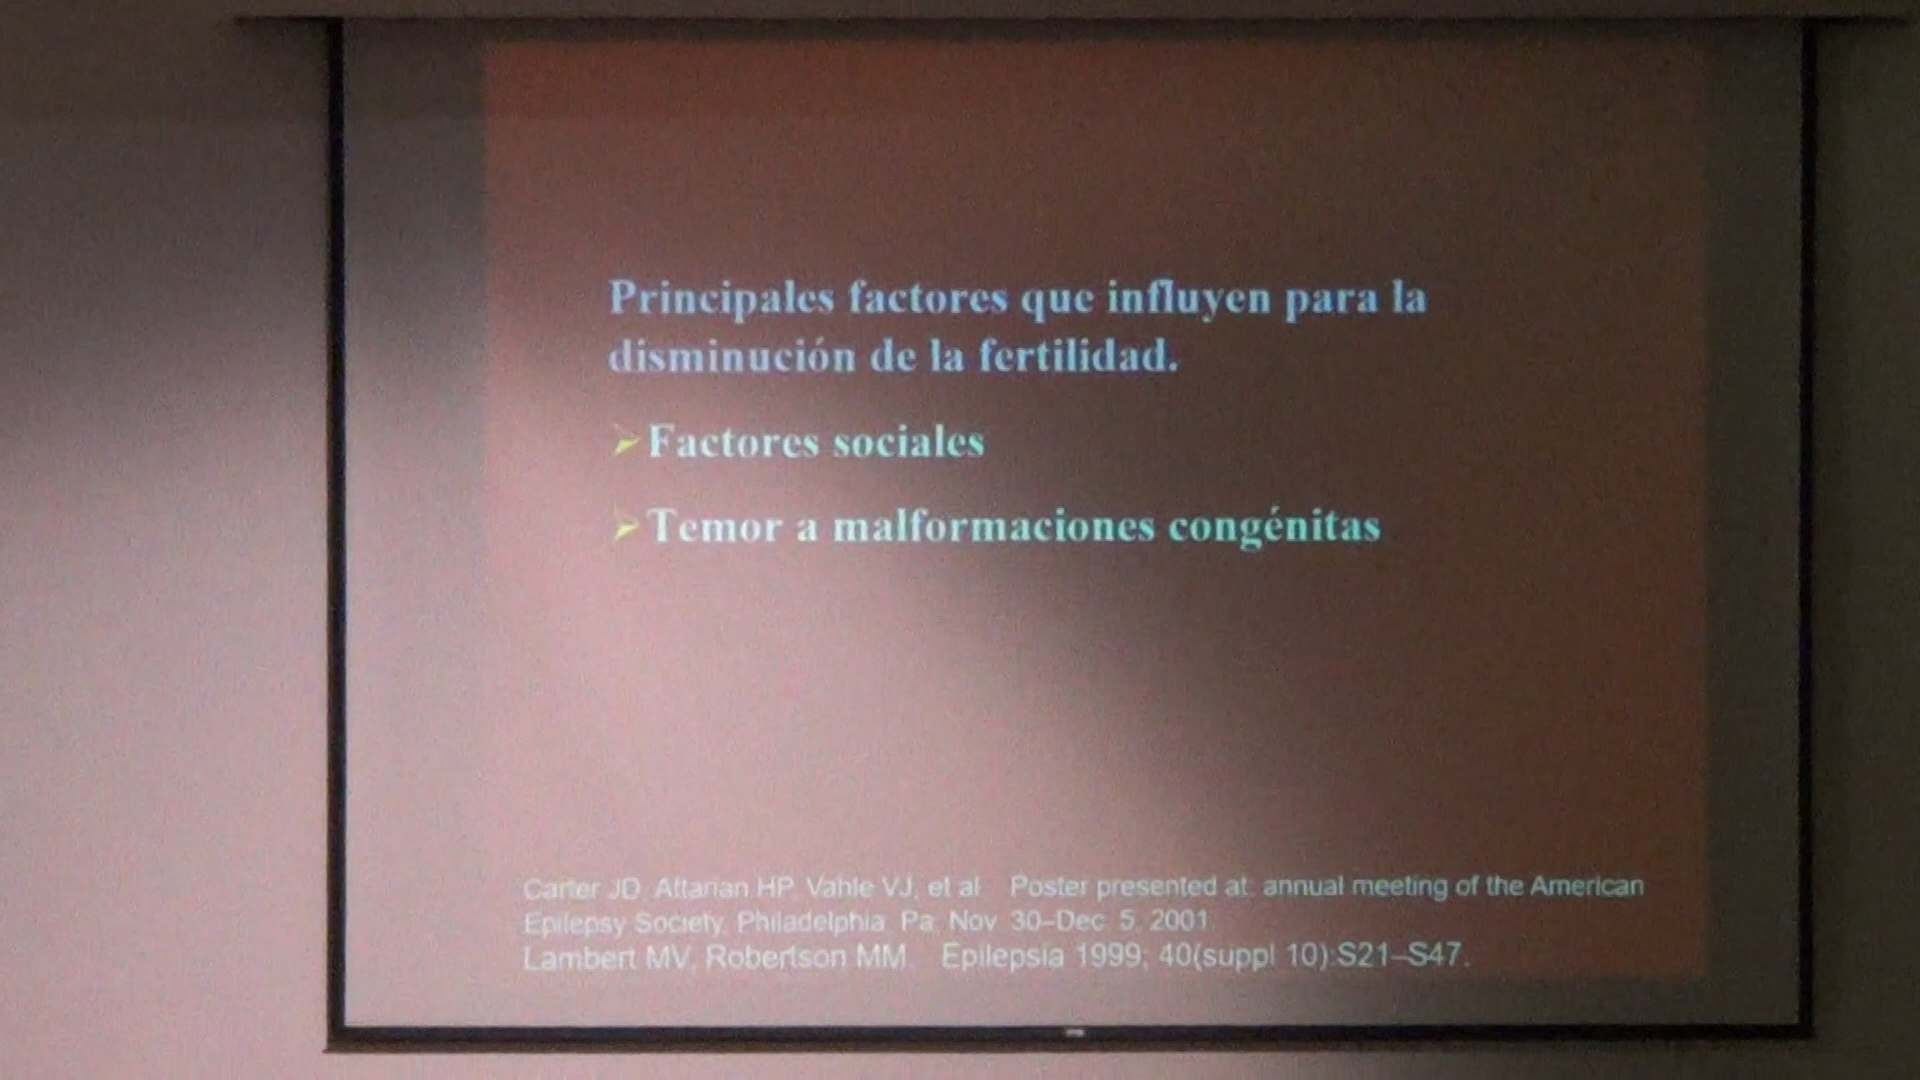 Principales factores que influyen para la
disminución de la fertilidad.
Factores sociales
Temor a malformaciones congénitas
Carter JD, Attarian HP, Vahle VJ, et al Poster presented at: annual meeting of the American
Epilepsy Society, Philadelphia, Pa; Nov. 30–Dec. 5, 2001
Lambert MV, Robertson MM. Epilepsia 1999; 40(suppl 10):S21–S47.